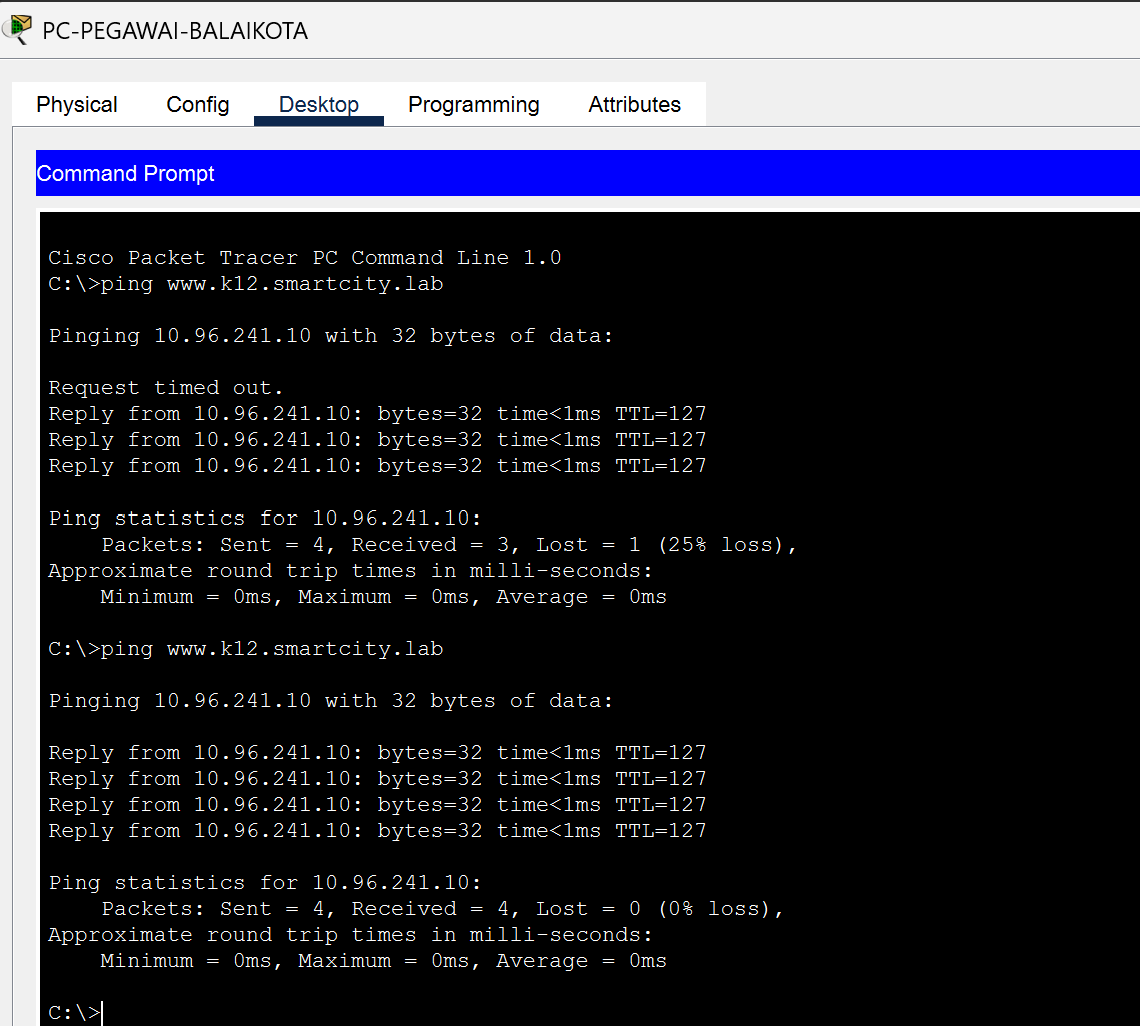 PC-PEGAWAI-BALAIKOTA
Physical Config Desktop Programming Attributes
Command Prompt
Cisco Packet Tracer PC Command Line 1.0
C:\>ping www.k12.smartcity.lab
Pinging 10.96.241.10 with 32 bytes of data:
Request timed out.
Reply from 10.96.241.10: bytes=32 time<1ms TTL=127
Reply from 10.96.241.10: bytes=32 time<1ms TTL=127
Reply from 10.96.241.10: bytes=32 time<1ms TTL=127
Ping statistics for 10.96.241.10:
Packets: Sent = 4, Received = 3, Lost = 1 (25% loss),
Approximate round trip times in milli-seconds:
Minimum = 0ms, Maximum = 0ms, Average = 0ms
C:\>ping www.k12.smartcity.lab
Pinging 10.96.241.10 with 32 bytes of data:
Reply from 10.96.241.10: bytes=32 time<1ms TTL=127
Reply from 10.96.241.10: bytes=32 time<1ms TTL=127
Reply from 10.96.241.10: bytes=32 time<1ms TTL=127
Reply from 10.96.241.10: bytes=32 time<1ms TTL=127
Ping statistics for 10.96.241.10:
Packets: Sent = 4, Received = 4, Lost = 0 (0% loss),
Approximate round trip times in milli-seconds:
Minimum = 0ms, Maximum = 0ms, Average = 0ms
C:\>